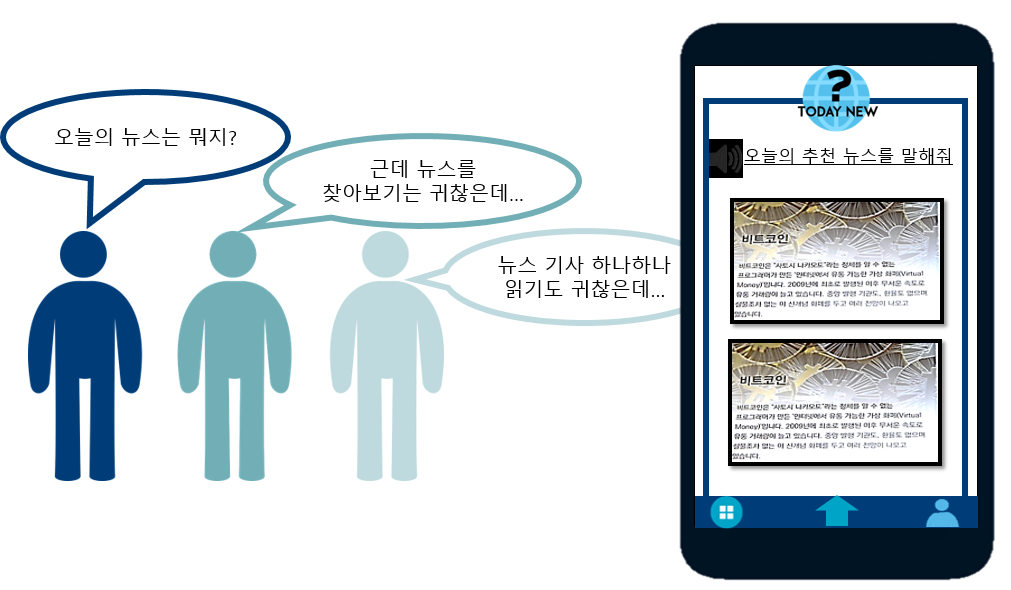 오늘의 뉴스는 뭐지?
근데 뉴스를
찾아보기는 귀찮은데...
뉴스 기사 하나하나
읽기도 귀찮은데...
?
TODAY NEW
오늘의 추천 뉴스를 말해줘
비트코인
비트코인은 "사토시 나카모토"라는 정체를 알 수 없는
프로그래머가 만든 '인터넷에서 유통 가능한 가상 화폐(Virtual
Money)'입니다. 2009년에 최초로 발생된 이후 무서운 속도로
유통 거래량이 늘고 있습니다. 중앙 발행 기관도, 환율도 없으며
실물조차 없는 이 신개념 화폐를 두고 여러 전망이 나오고
있습니다.
비트코인
비트코인은 "사토시 나카모토"라는 정체를 알 수 없는
프로그래머가 만든 '인터넷에서 유통 가능한 가상 화폐(Virtual
Money)'입니다. 2009년에 최초로 발생된 이후 무서운 속도로
유통 거래량이 늘고 있습니다. 중앙 발행 기관도, 환율도 없으며
실물조차 없는 이 신개념 화폐를 두고 여러 전망이 나오고
있습니다.